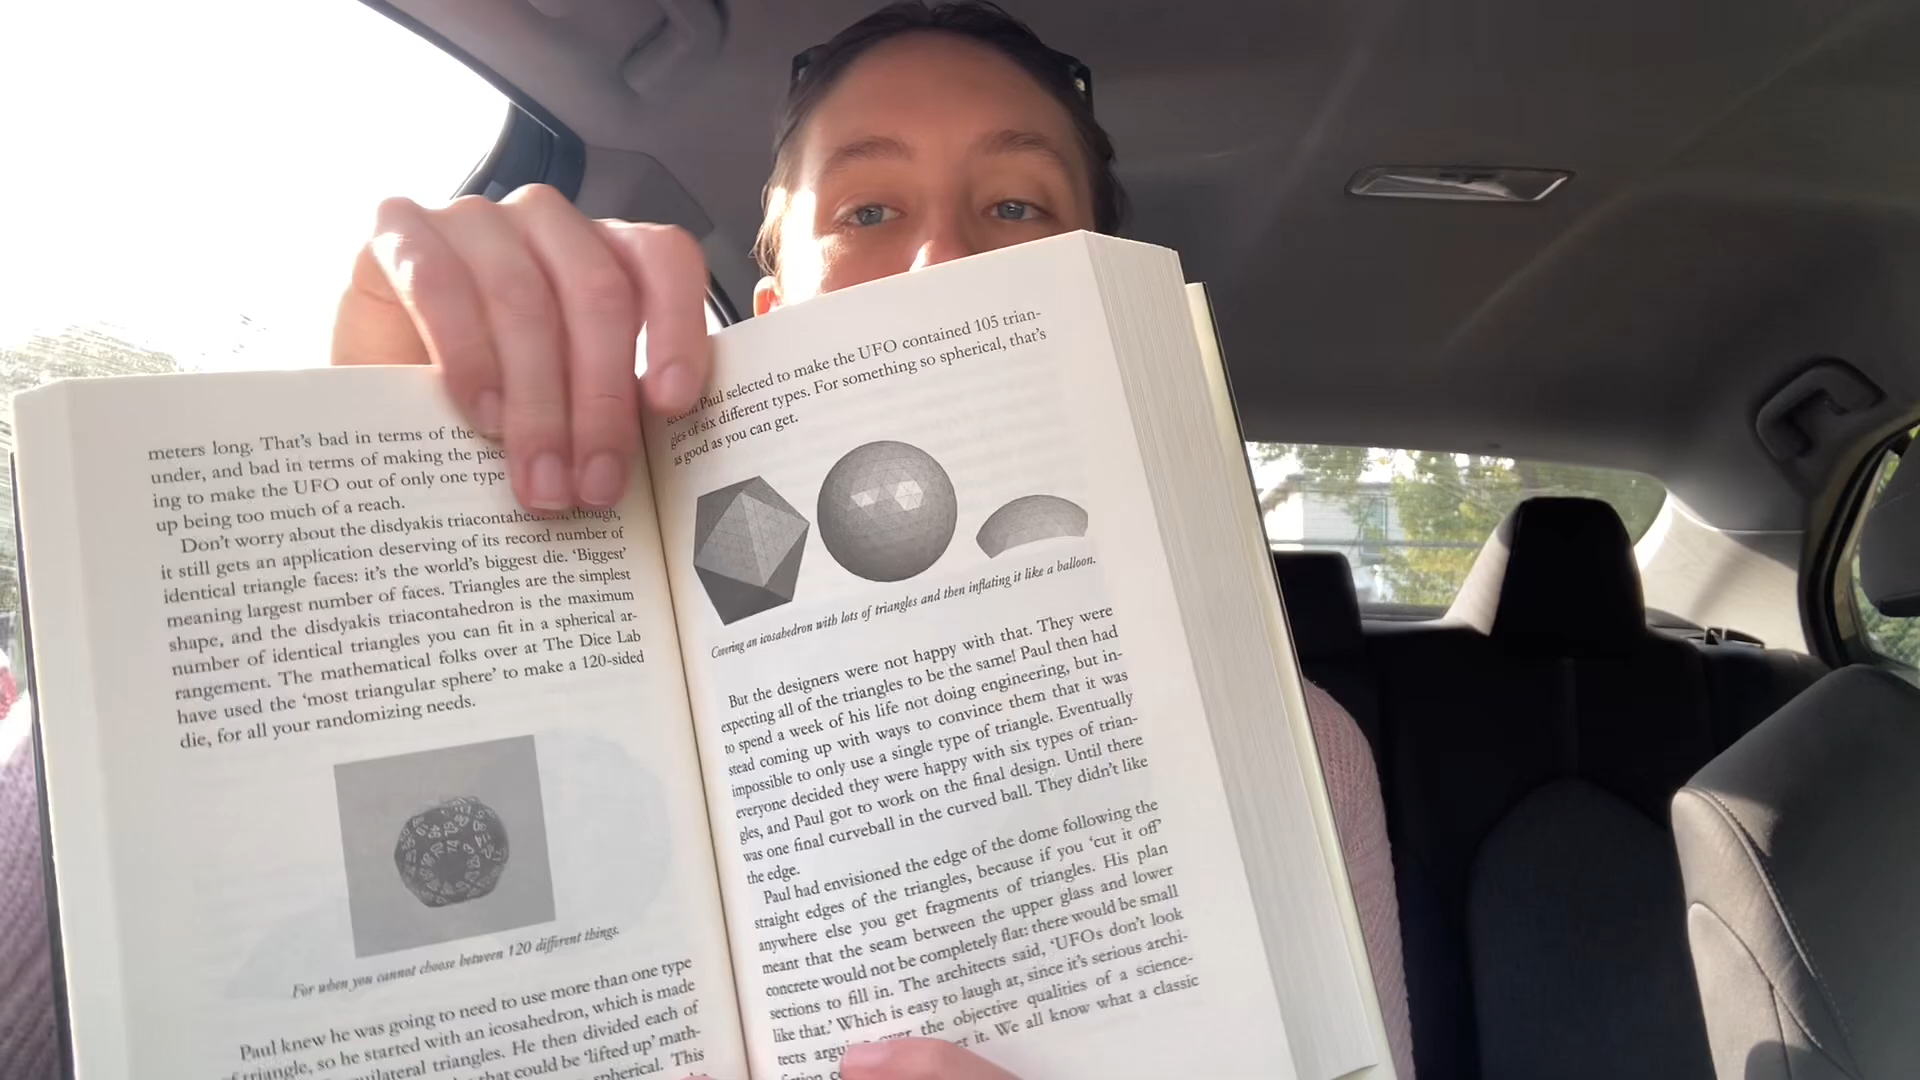 meters long. That's bad in terms of the
under, and bad in terms of making the
ing to make the UFO out of only one type
up being too much of a reach.
Don't worry about the disdyakis though,
it still gets an application deserving of its record number of
identical triangle faces: it's the world's biggest die. 'Biggest'
meaning largest number of faces. Triangles are the simplest
shape, and the disdyakis triacontahedron is the maximum
number of identical triangles you can fit in a spherical ar-
rangement. The mathematical folks over at The Dice Lab
have used the 'most triangular sphere' to make a 120-sided
die, for all your randomizing needs.
For when you cannot choose between 120 different things.
Paul knew he was going to need to use more than one type
of triangle, so he started with an icosahedron, which is made
triangles. He then divided each of
that could be 'lifted up' math-
spherical. This
Paul selected to make the UFO contained 105 trian-
gles of six different types. For something so spherical, that's
as good as you can get.
Covering an icosahedron with lots of triangles and then inflating it like a balloon.
But the designers were not happy with that. They were
expecting all of the triangles to be the same! Paul then had
to spend a week of his life not doing engineering, but in-
stead coming up with ways to convince them that it was
impossible to only use a single type of triangle. Eventually
everyone decided they were happy with six types of trian-
gles, and Paul got to work on the final design. Until there
was one final curveball in the curved ball. They didn't like
the edge.
Paul had envisioned the edge of the dome following the
straight edges of the triangles, because if you 'cut it off'
anywhere else you get fragments of triangles. His plan
meant that the seam between the upper glass and lower
concrete would not be completely flat: there would be small
sections to fill in. The architects said, 'UFOs don't look
like that.' Which is easy to laugh at, since it's serious archi-
tects over the objective qualities of a science-
it. We all know what a classic